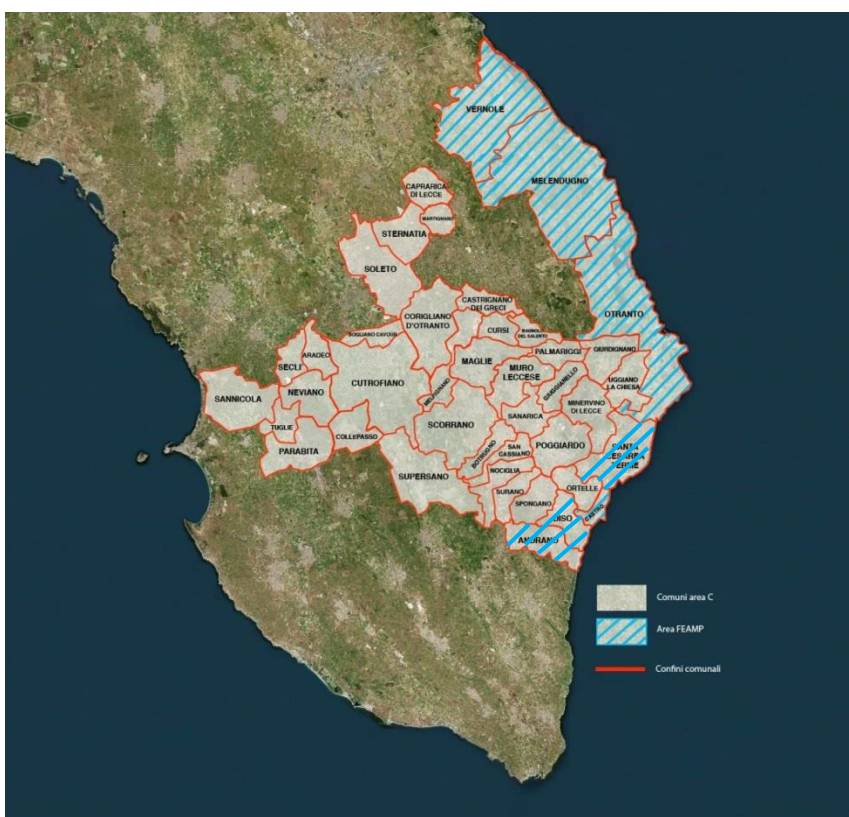 VERNOLE
MELENDUGNO
CAPRARICA
DI LECCE
MARTIGNANO
STERNATIA
SOLETO
CASTRIGNANO
DEI GRECI
CORIGLIANO
D'OTRANTO
OTRANTO
CURSI
BAGNOLO
DEL SALENTO
SOGLIANO CAVOUR
PALMARIGGI
GIURDIGNANO
ARADEO
SECLI
MAGLIE
MURO
LECCESE
GIUGGIANELLO
UGGIANO
LA CHIESA
CUTROFIANO
MELPIGNANO
SANNICOLA
NEVIANO
MINERVINO
DI LECCE
SANARICA
TUGLIE
COLLEPASSO
SCORRANO
PARABITA
BOTRUGNO
SAN
CASSIANO
POGGIARDO
SANTA
CESAREA
TERME
NOCIGLIA
SUPERSANO
ORTELLE
SURANO
SPONGANO
CASTRO
DISO
ANDRANO
Comuni area C
Area FEAMP
Confini comunali